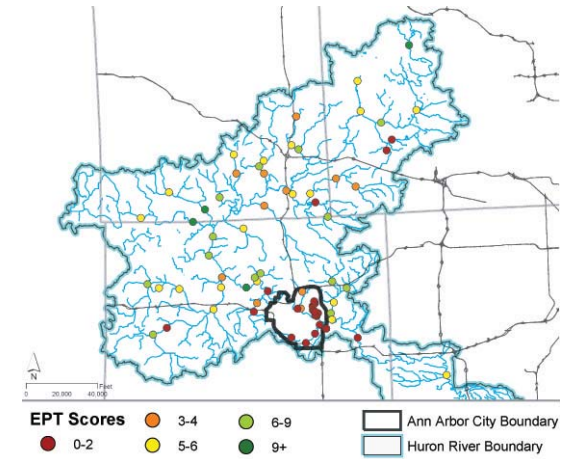 N
0 20,000 40,000 Feet
EPT Scores 3-4 6-9 Ann Arbor City Boundary
0-2 5-6 9+ Huron River Boundary